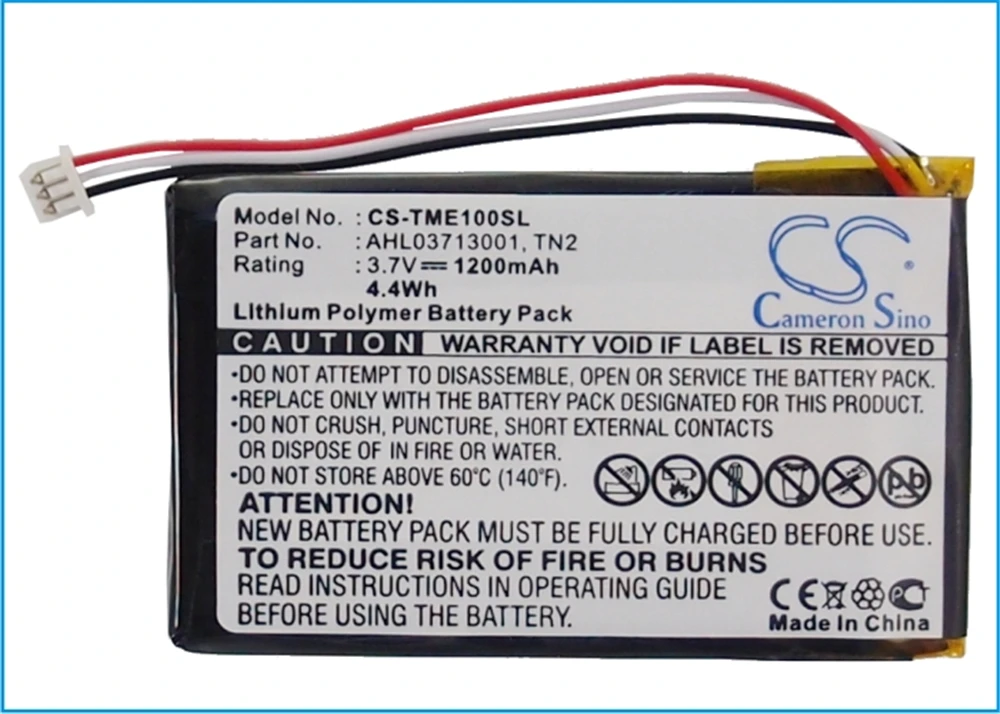 Model No. : CS-TME100SL
Part No. : AHL03713001, TN2
Rating : 3.7V⎓1200mAh
4.4Wh
Lithium Polymer Battery Pack
CS®
Cameron Sino
CAUTION WARRANTY VOID IF LABEL IS REMOVED
•DO NOT ATTEMPT TO DISASSEMBLE, OPEN OR SERVICE THE BATTERY PACK.
•REPLACE ONLY WITH THE BATTERY PACK DESIGNATED FOR THIS PRODUCT.
•DO NOT CRUSH, PUNCTURE, SHORT EXTERNAL CONTACTS
OR DISPOSE OF IN FIRE OR WATER.
•DO NOT STORE ABOVE 60°C (140°F).
Pb
ATTENTION!
NEW BATTERY PACK MUST BE FULLY CHARGED BEFORE USE.
TO REDUCE RISK OF FIRE OR BURNS
READ INSTRUCTIONS IN OPERATING GUIDE
BEFORE USING THE BATTERY.
CE PCT
Made In China